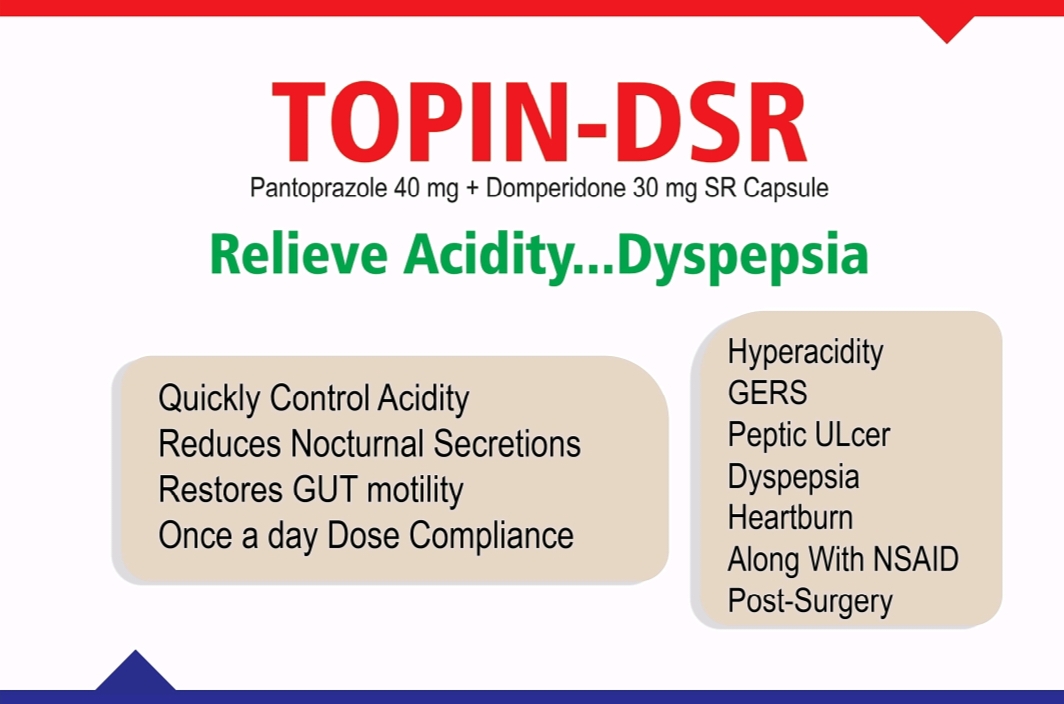 TOPIN-DSR
Pantoprazole 40 mg + Domperidone 30 mg SR Capsule
Relieve Acidity...Dyspepsia
Quickly Control Acidity
Reduces Nocturnal Secretions
Restores GUT motility
Once a day Dose Compliance
Hyperacidity
GERS
Peptic ULcer
Dyspepsia
Heartburn
Along With NSAID
Post-Surgery